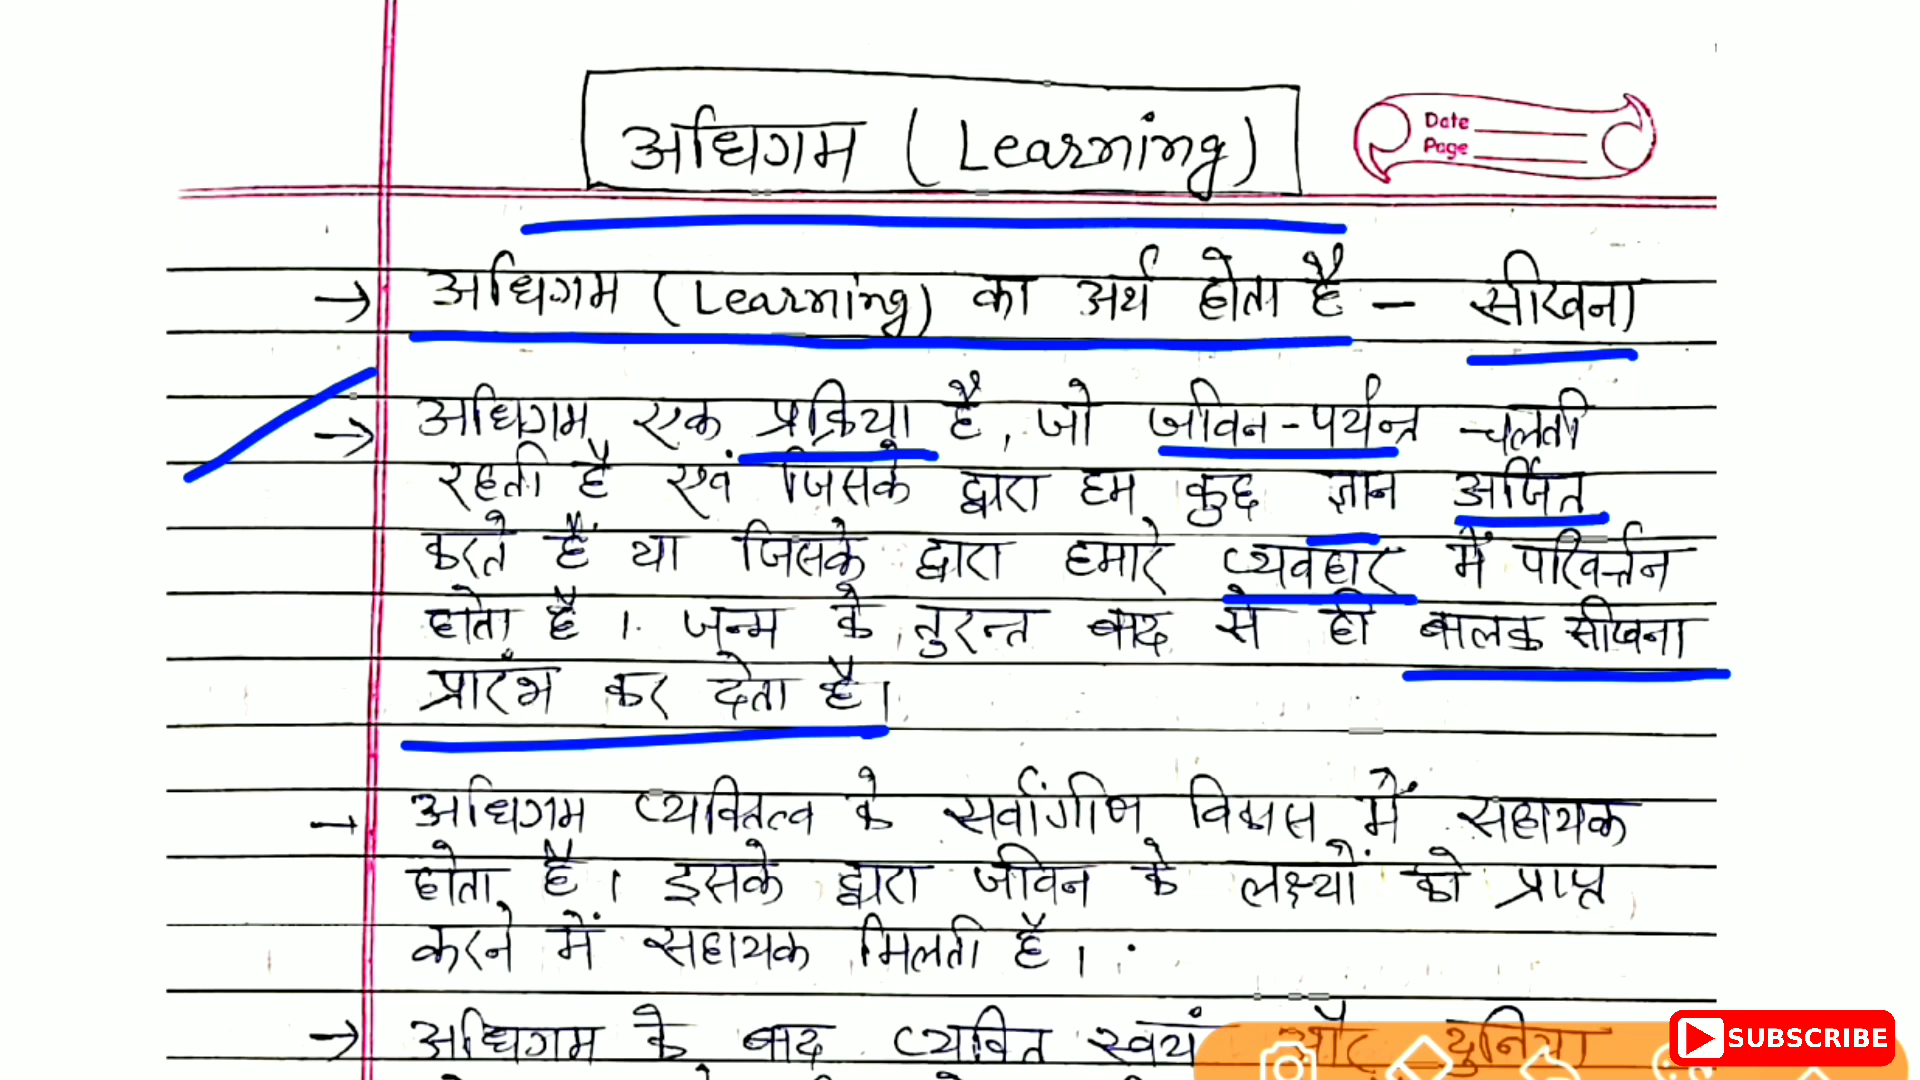 अधिगम (Learning)
Date
Page
→ अधिगम (Learning) का अर्थ होता है - सीखना
→ अधिगम एक प्रक्रिया है, जो जीवन-पर्यन्त चलती
रहती है एवं जिसके द्वारा हम कुछ ज्ञान अर्जित
करते हैं या जिसके द्वारा हमारे व्यवहार में परिवर्त्तन
होता है। जन्म के तुरन्त बाद से ही बालक सीखना
प्रारंभ कर देता है।
→ अधिगम व्यक्तित्व के सर्वांगीण विकास में सहायक
होता है। इसके द्वारा जीवन के लक्ष्यों को प्राप्त
करने में सहायक मिलती है।
→ अधिगम के बाद व्यक्ति स्वयं और दुनिया
SUBSCRIBE